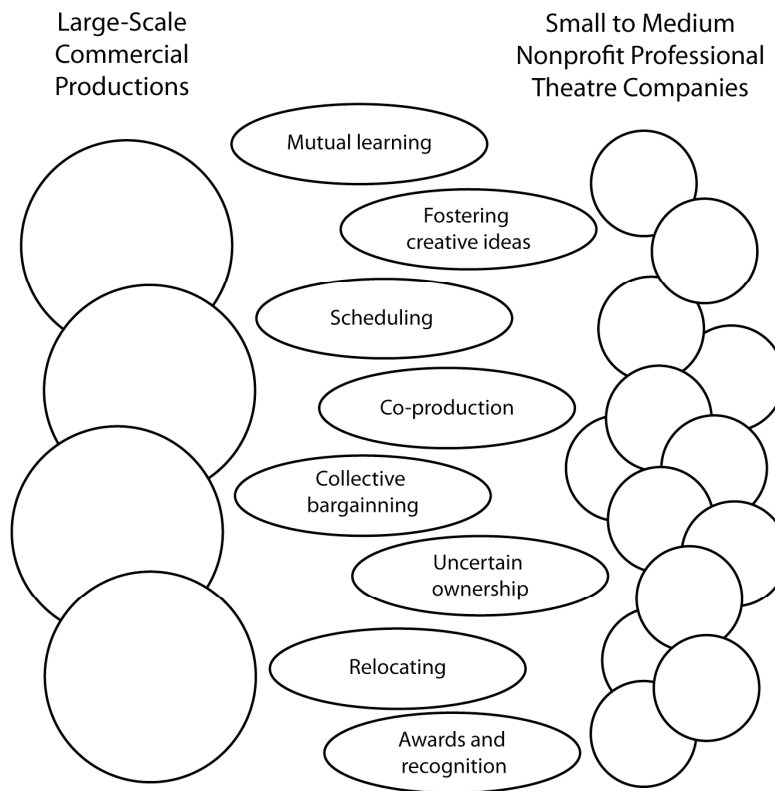 Large-Scale
Commercial
Productions
Small to Medium
Nonprofit Professional
Theatre Companies
Mutual learning
Fostering
creative ideas
Scheduling
Co-production
Collective
bargainning
Uncertain
ownership
Relocating
Awards and
recognition